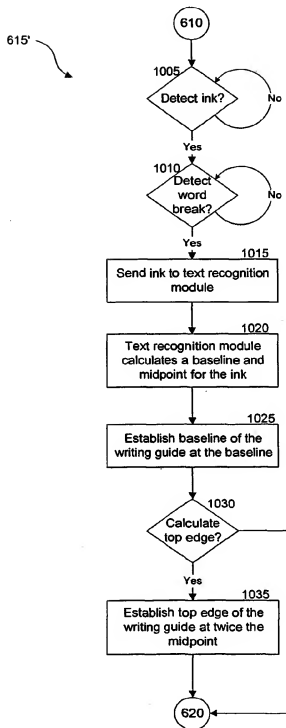 610
615'
1005
Detect ink?
No
Yes
1010
Detect
word
break?
No
Yes
1015
Send ink to text recognition
module
1020
Text recognition module
calculates a baseline and
midpoint for the ink
1025
Establish baseline of the
writing guide at the baseline
1030
Calculate
top edge?
Yes
1035
Establish top edge of the
writing guide at twice the
midpoint
620